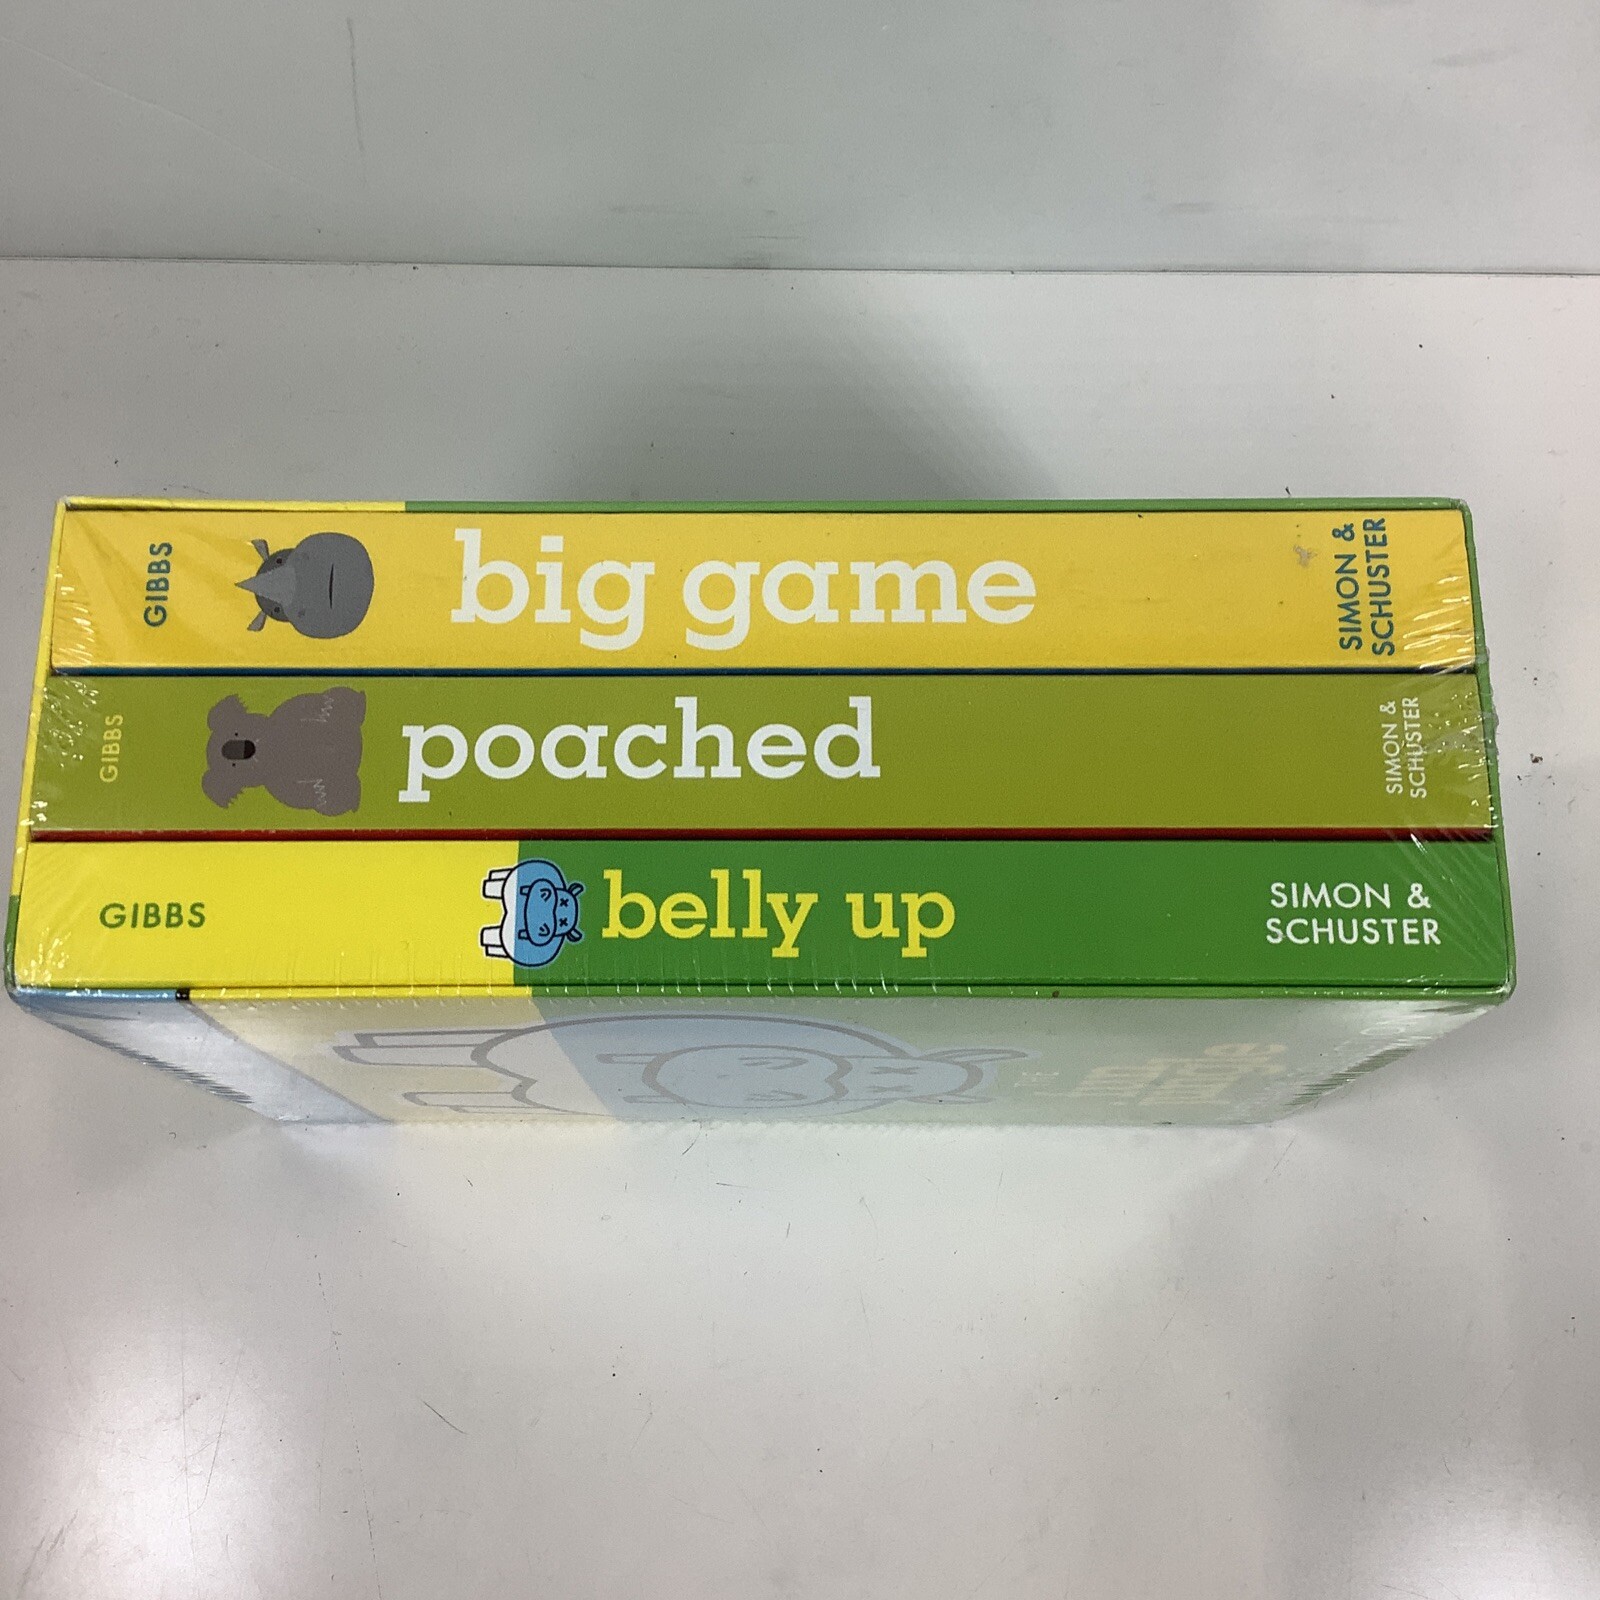 GIBBS
big game
SIMON &
SCHUSTER
GIBBS
poached
SIMON &
SCHUSTER
GIBBS
belly up
SIMON &
SCHUSTER